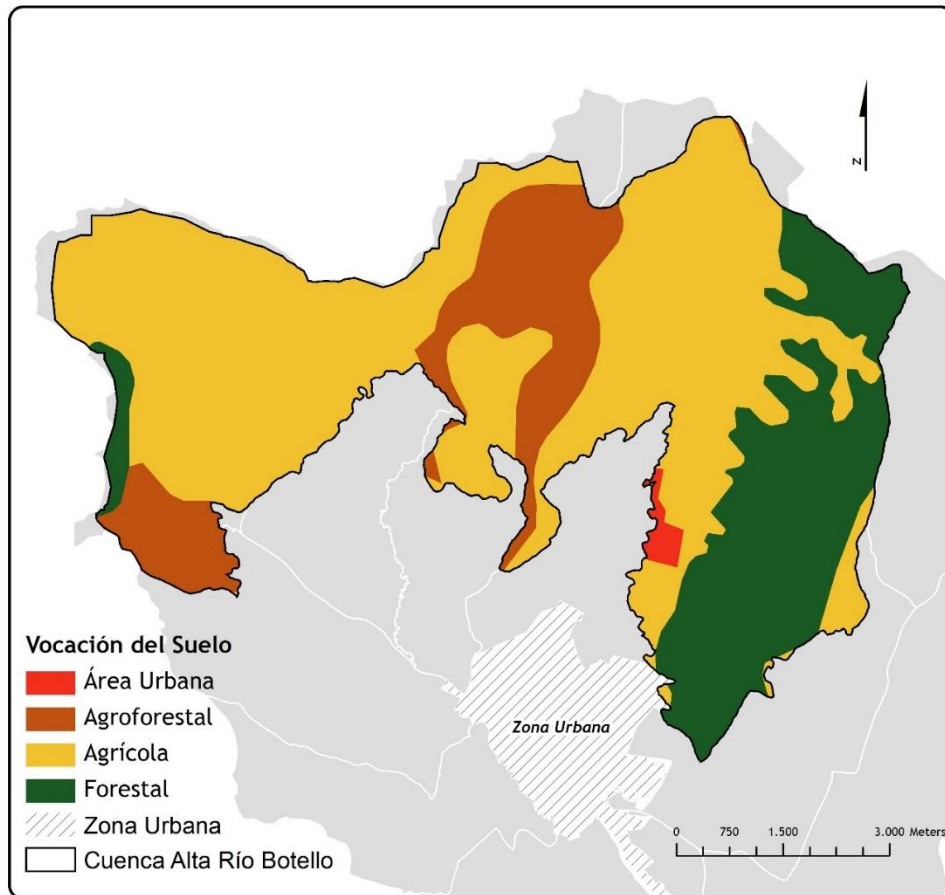 N
Vocación del Suelo
Área Urbana
Agroforestal
Agrícola
Forestal
Zona Urbana
Cuenca Alta Río Botello
Zona Urbana
0 750 1.500 3.000 Meters